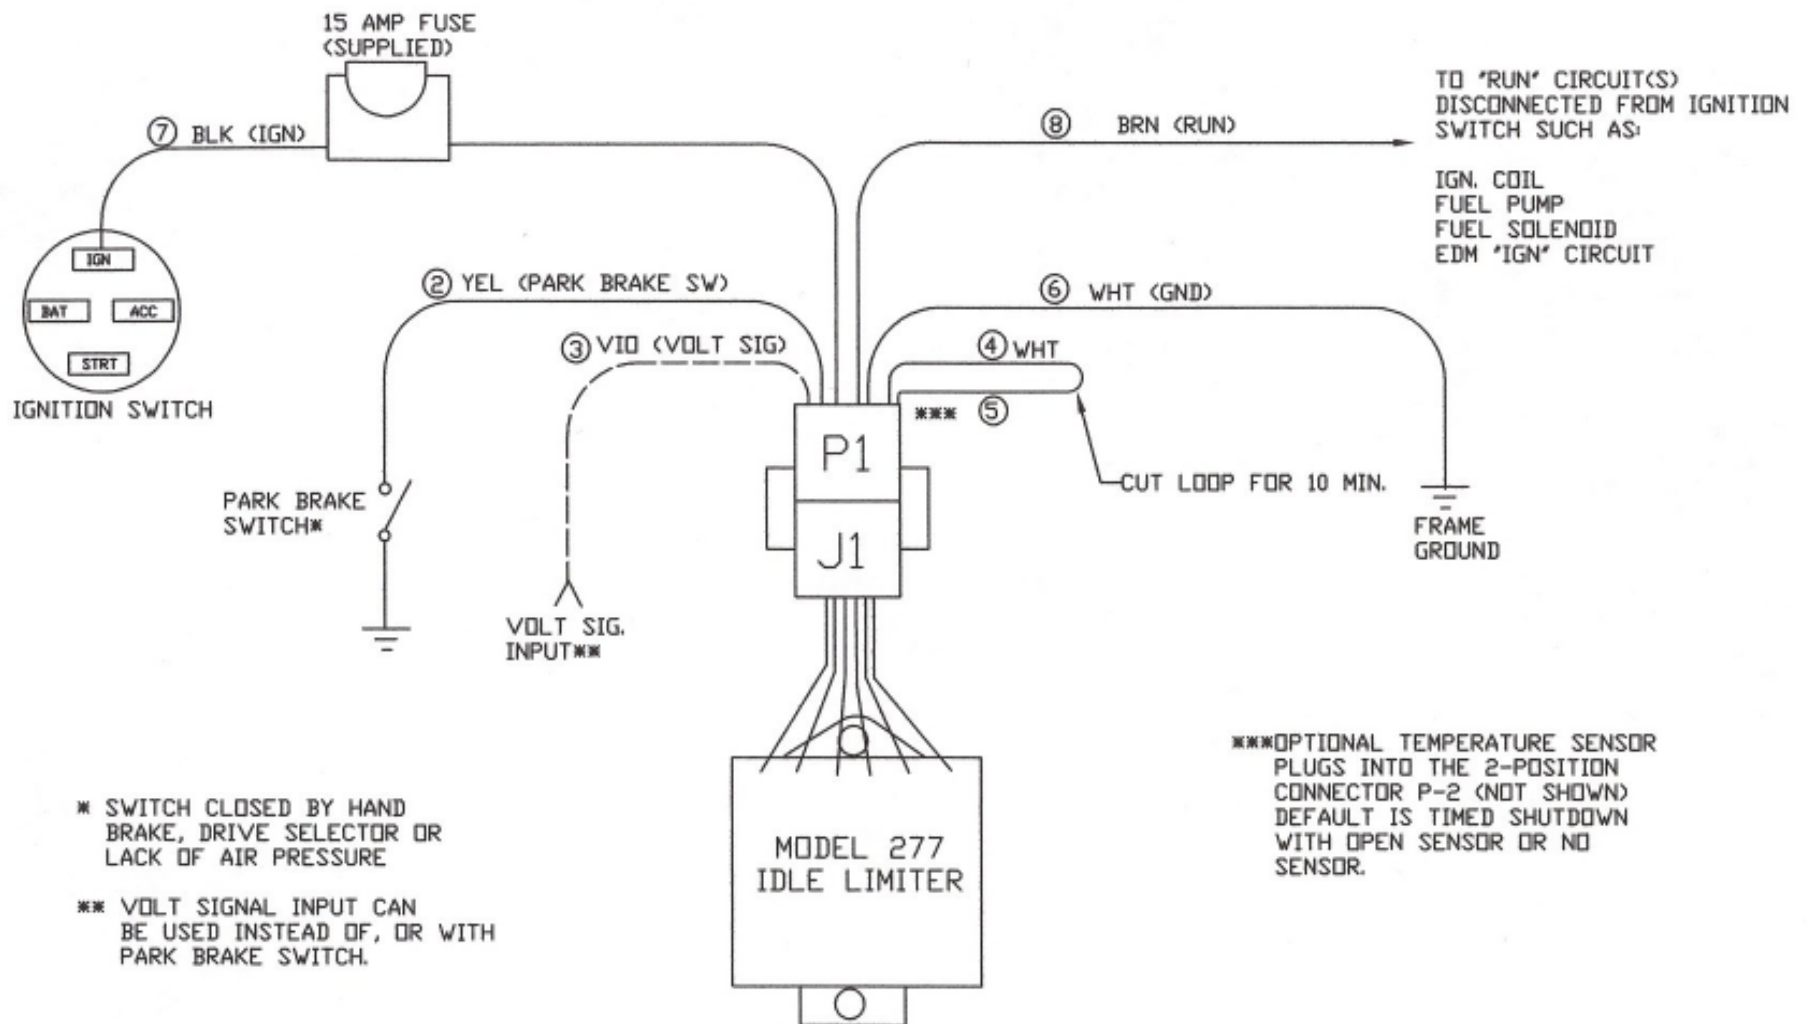 15 AMP FUSE
(SUPPLIED)
7 BLK (IGN)
8 BRN (RUN)
TO "RUN" CIRCUIT(S)
DISCONNECTED FROM IGNITION
SWITCH SUCH AS:
IGN. COIL
FUEL PUMP
FUEL SOLENOID
EDM "IGN" CIRCUIT
IGN
BAT
ACC
STRT
IGNITION SWITCH
2 YEL (PARK BRAKE SW)
3 VIO (VOLT SIG)
6 WHT (GND)
4 WHT
*** 5
P1
J1
CUT LOOP FOR 10 MIN.
PARK BRAKE
SWITCH*
FRAME
GROUND
VOLT SIG.
INPUT**
MODEL 277
IDLE LIMITER
* SWITCH CLOSED BY HAND
BRAKE, DRIVE SELECTOR OR
LACK OF AIR PRESSURE
** VOLT SIGNAL INPUT CAN
BE USED INSTEAD OF, OR WITH
PARK BRAKE SWITCH.
***OPTIONAL TEMPERATURE SENSOR
PLUGS INTO THE 2-POSITION
CONNECTOR P-2 (NOT SHOWN)
DEFAULT IS TIMED SHUTDOWN
WITH OPEN SENSOR OR NO
SENSOR.